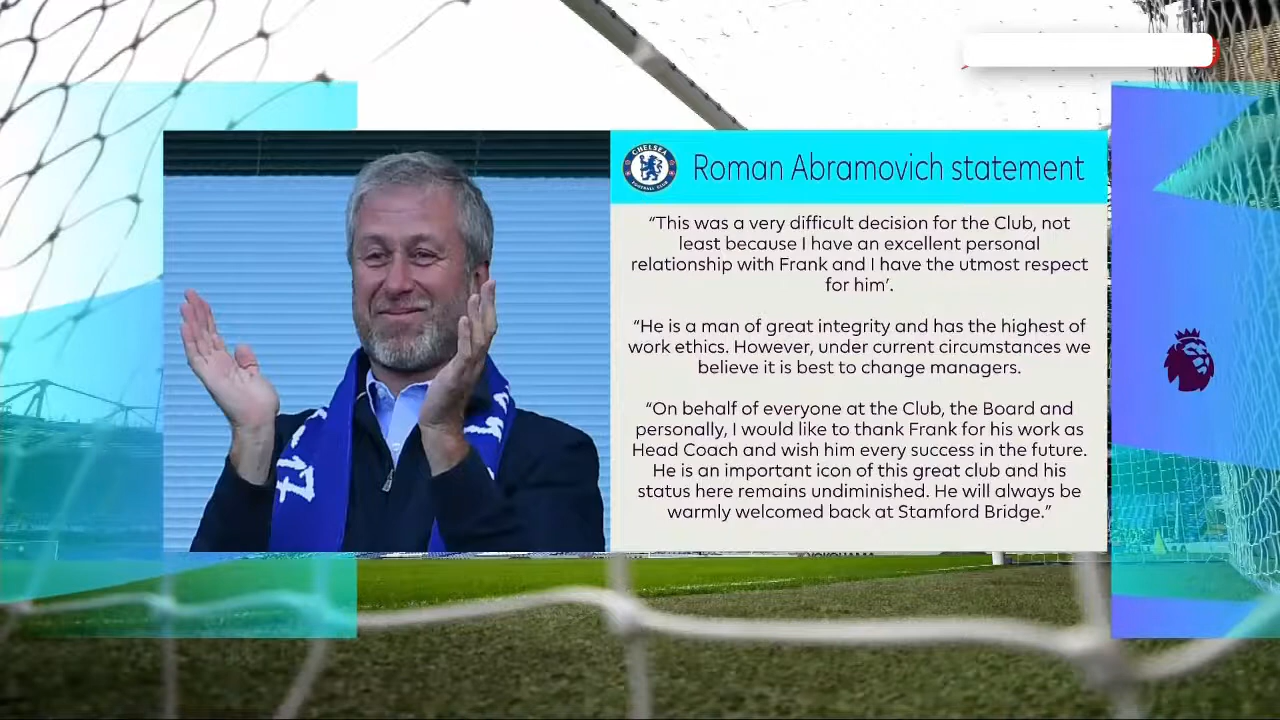 CHELSEA
FOOTBALL CLUB
Roman Abramovich statement
“This was a very difficult decision for the Club, not
least because I have an excellent personal
relationship with Frank and I have the utmost respect
for him’.
“He is a man of great integrity and has the highest of
work ethics. However, under current circumstances we
believe it is best to change managers.
“On behalf of everyone at the Club, the Board and
personally, I would like to thank Frank for his work as
Head Coach and wish him every success in the future.
He is an important icon of this great club and his
status here remains undiminished. He will always be
warmly welcomed back at Stamford Bridge.”
17
YOKOHAMA